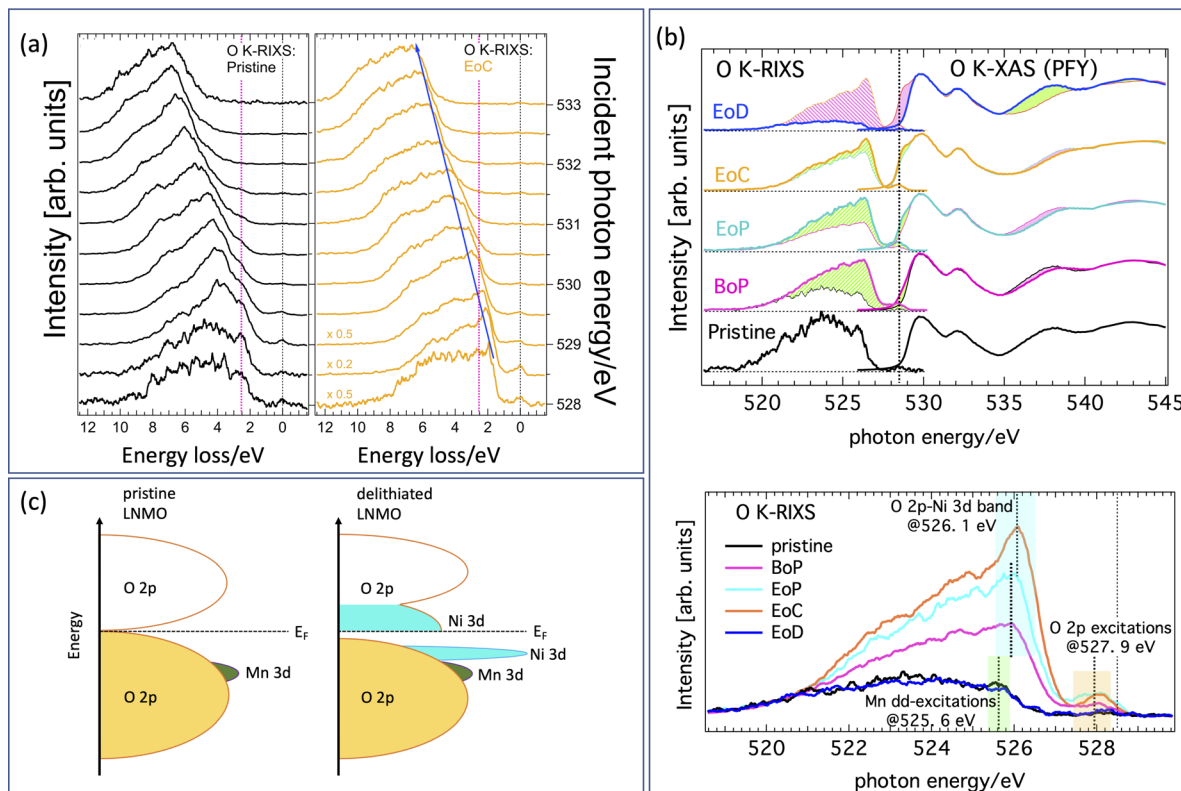 (a)
O K-RIXS:
Pristine
O K-RIXS:
EoC
Intensity [arb. units]
Incident photon energy/eV
533
532
531
530
529
528
x 0.5
x 0.2
x 0.5
12 10 8 6 4 2 0
12 10 8 6 4 2 0
Energy loss/eV
Energy loss/eV
(b)
O K-RIXS
O K-XAS (PFY)
EoD
EoC
EoP
BoP
Pristine
Intensity [arb. units]
520 525 530 535 540 545
photon energy/eV
O K-RIXS
O 2p-Ni 3d band
@526. 1 eV
pristine
BoP
EoP
EoC
EoD
O 2p excitations
@527. 9 eV
Mn dd-excitations
@525. 6 eV
Intensity [arb. units]
520 522 524 526 528
photon energy/eV
(c)
pristine
LNMO
delithiated
LNMO
Energy
O 2p
E_F
Mn 3d
O 2p
O 2p
Ni 3d
E_F
Ni 3d
Mn 3d
O 2p